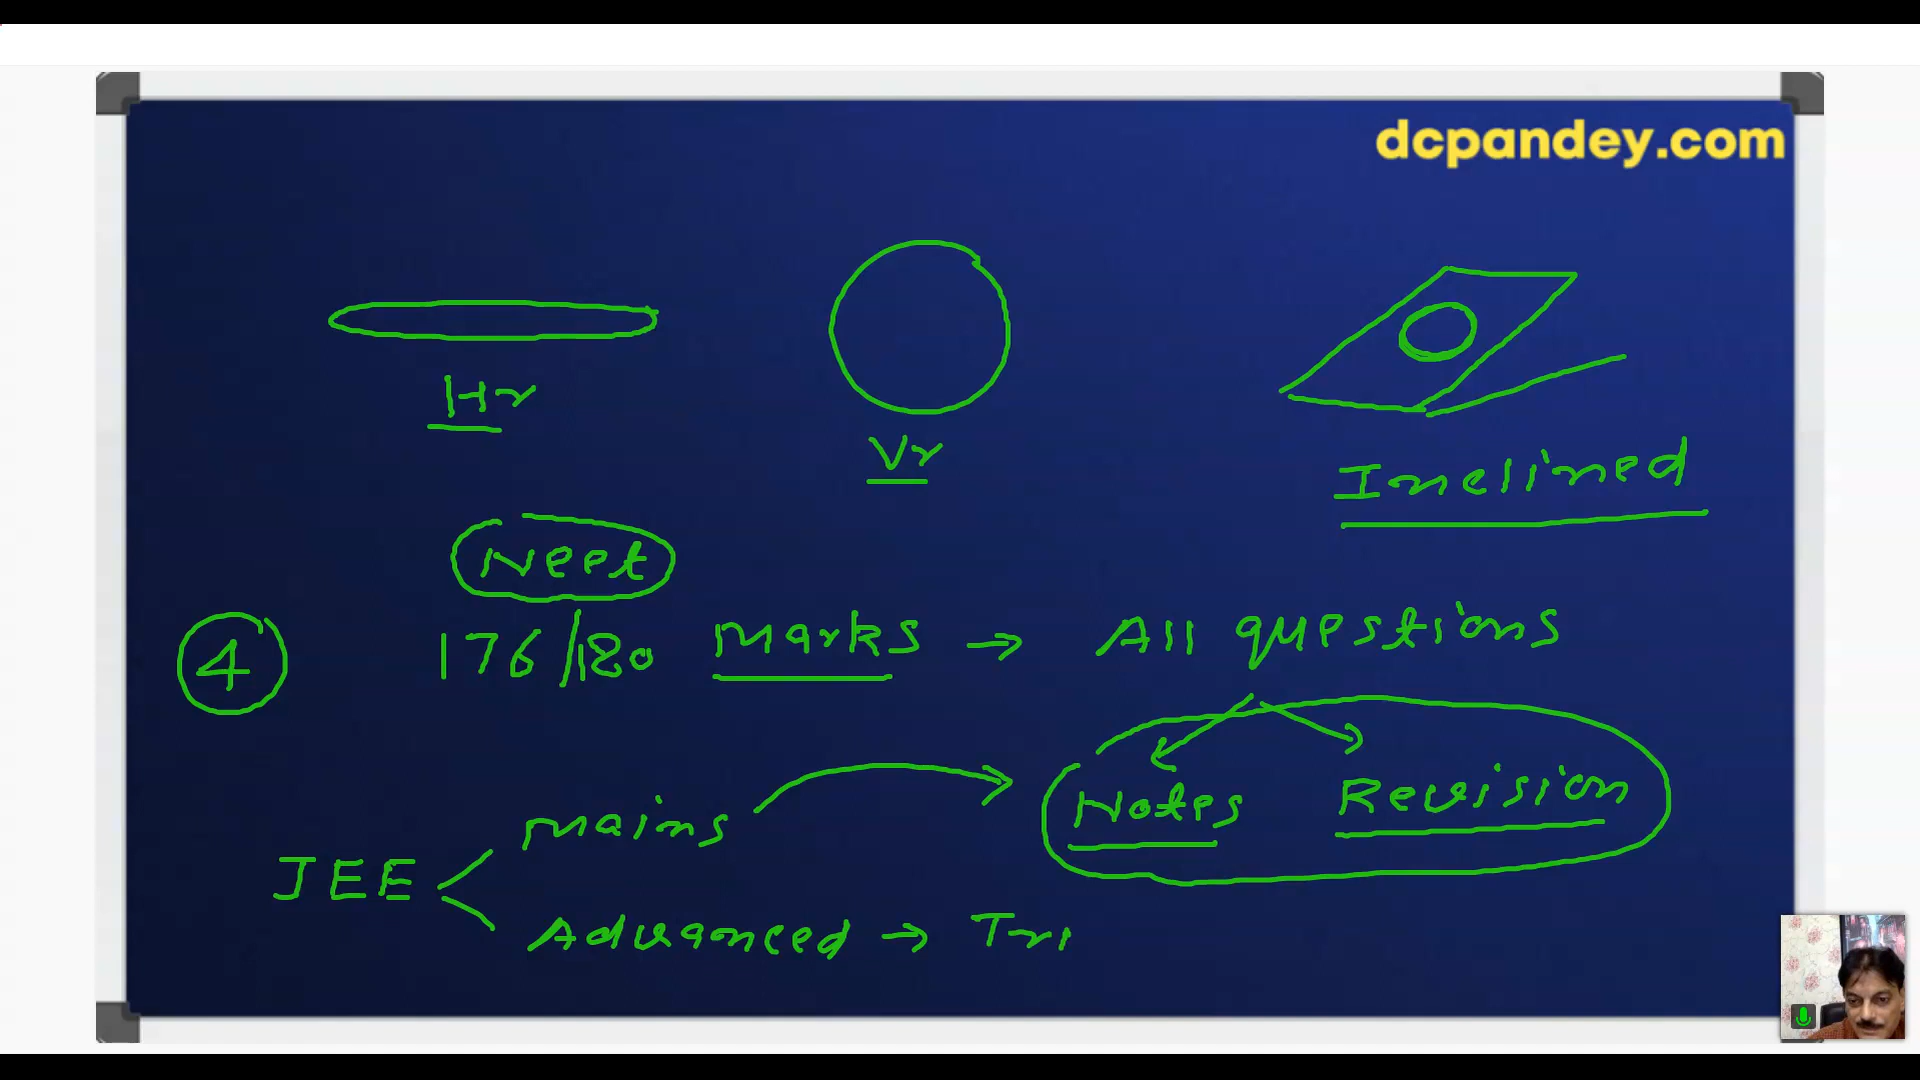 dcpandey.com
Hr
Vr
Inclined
Neet
4 176/180 Marks → All questions
Notes Revision
Mains
JEE
Advanced → Tri